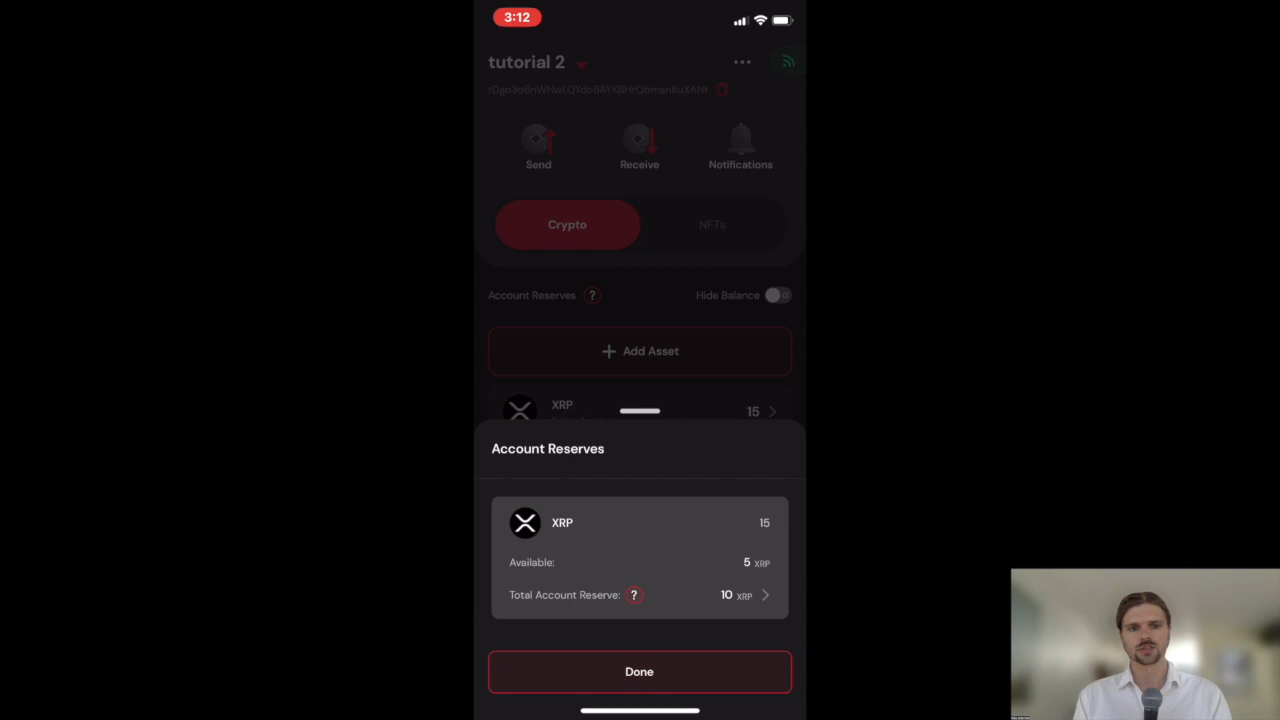 3:12
tutorial 2
Send
Receive
Notifications
Crypto
NFTs
Account Reserves ?
Hide Balance
+ Add Asset
XRP
15
Account Reserves
XRP
15
Available:
5 XRP
Total Account Reserve: ?
10 XRP
Done